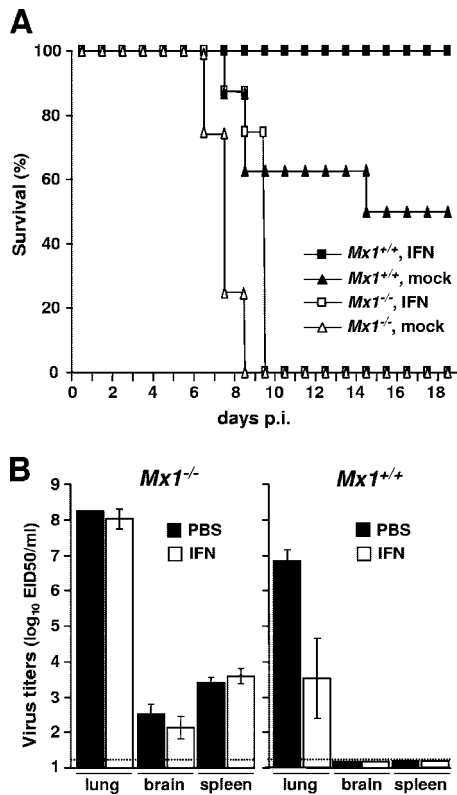 A
Survival (%)
100
80
60
40
20
0
Mx1+/+, IFN
Mx1+/+, mock
Mx1-/-, IFN
Mx1-/-, mock
0 2 4 6 8 10 12 14 16 18
days p.i.
B
Mx1-/- Mx1+/+
Virus titers (log10 EID50/ml)
9
8
7
6
5
4
3
2
1
PBS
IFN
PBS
IFN
lung brain spleen lung brain spleen